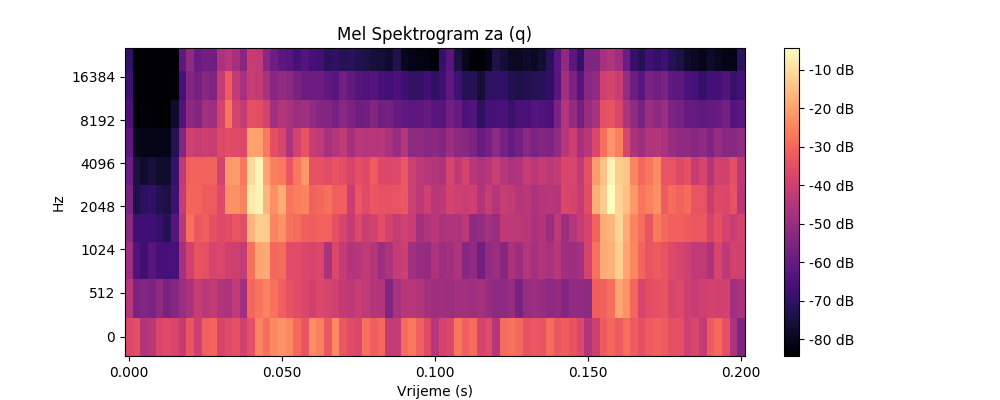 Mel Spektrogram za (q)
16384
8192
4096
2048
1024
512
0
Hz
0.000 0.050 0.100 0.150 0.200
Vrijeme (s)
-10 dB
-20 dB
-30 dB
-40 dB
-50 dB
-60 dB
-70 dB
-80 dB